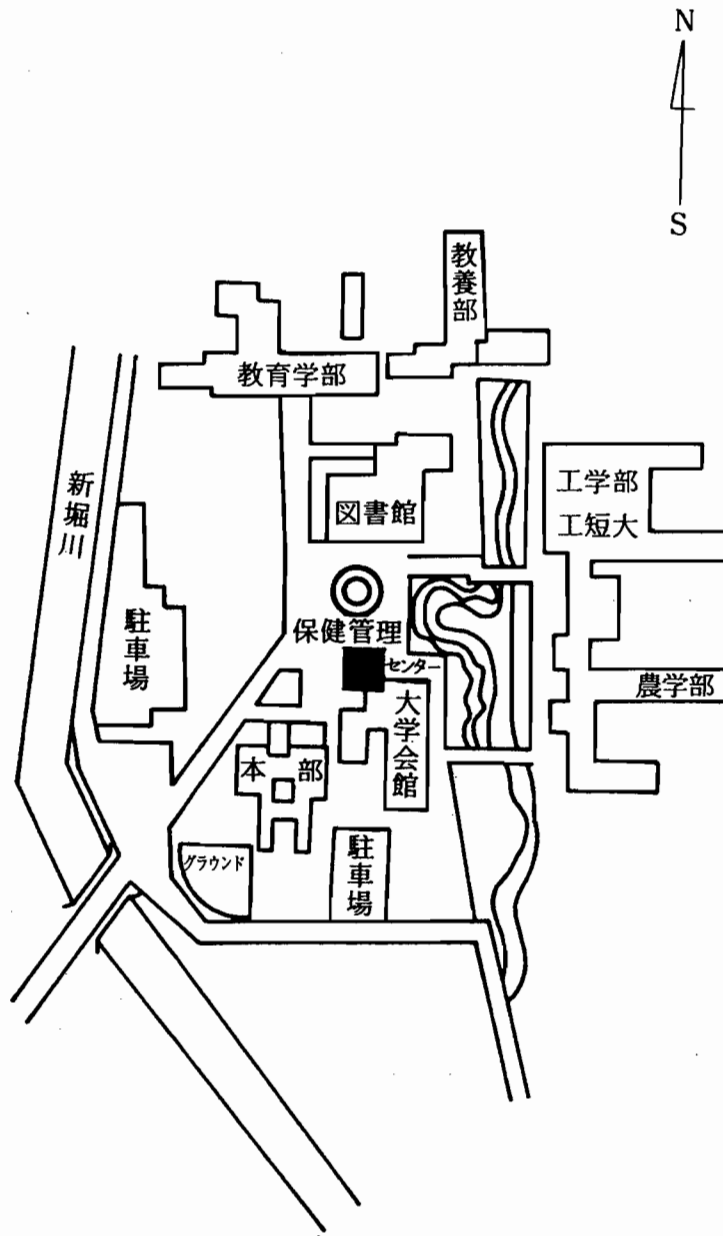 N
S
教養部
教育学部
新堀川
図書館
工学部
工短大
駐車場
保健管理
センター
農学部
大学会館
本部
グラウンド
駐車場